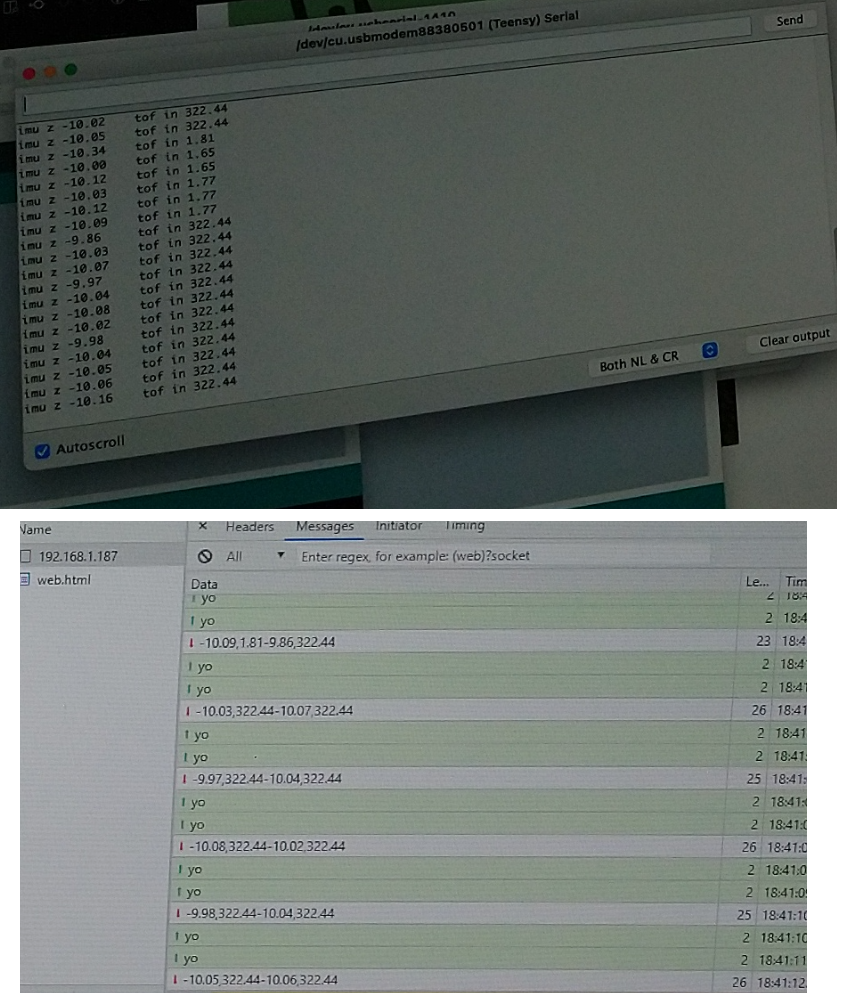 /dev/cu.usbmodem88380501 (Teensy) Serial
Send
imu z -10.02 tof in 322.44
imu z -10.05 tof in 322.44
imu z -10.34 tof in 1.81
imu z -10.00 tof in 1.65
imu z -10.12 tof in 1.65
imu z -10.03 tof in 1.77
imu z -10.12 tof in 1.77
imu z -10.09 tof in 1.77
imu z -9.86 tof in 322.44
imu z -10.03 tof in 322.44
imu z -10.07 tof in 322.44
imu z -9.97 tof in 322.44
imu z -10.04 tof in 322.44
imu z -10.08 tof in 322.44
imu z -10.02 tof in 322.44
imu z -9.98 tof in 322.44
imu z -10.04 tof in 322.44
imu z -10.05 tof in 322.44
imu z -10.06 tof in 322.44
imu z -10.16 tof in 322.44
Autoscroll Both NL & CR Clear output
Name × Headers Messages Initiator Timing
192.168.1.187 All Enter regex, for example: (web)?socket
web.html Data Le... Tim
yo 2 18:4
yo 2 18:4
-10.09,1.81-9.86,322.44 23 18:4
yo 2 18:4
yo 2 18:41
-10.03,322.44-10.07,322.44 26 18:41
yo 2 18:41
yo 2 18:41:
-9.97,322.44-10.04,322.44 25 18:41:
yo 2 18:41:0
yo 2 18:41:0
-10.08,322.44-10.02,322.44 26 18:41:0
yo 2 18:41:0
yo 2 18:41:09
-9.98,322.44-10.04,322.44 25 18:41:10
yo 2 18:41:10
yo 2 18:41:11
-10.05,322.44-10.06,322.44 26 18:41:12